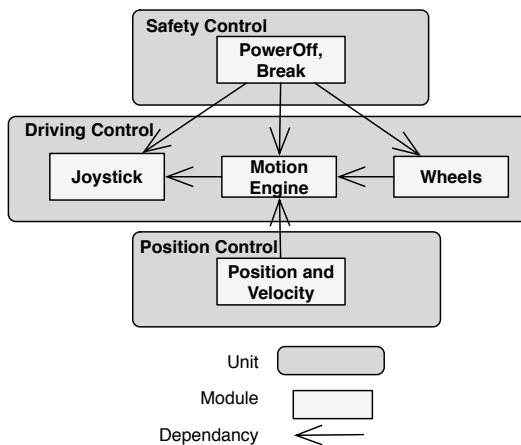 Safety Control
PowerOff,
Break
Driving Control
Joystick
Motion
Engine
Wheels
Position Control
Position and
Velocity
Unit
Module
Dependancy